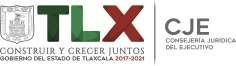 TLX
CONSTRUIR Y CRECER JUNTOS
GOBIERNO DEL ESTADO DE TLAXCALA 2017-2021
CJE
CONSEJERÍA JURÍDICA
DEL EJECUTIVO